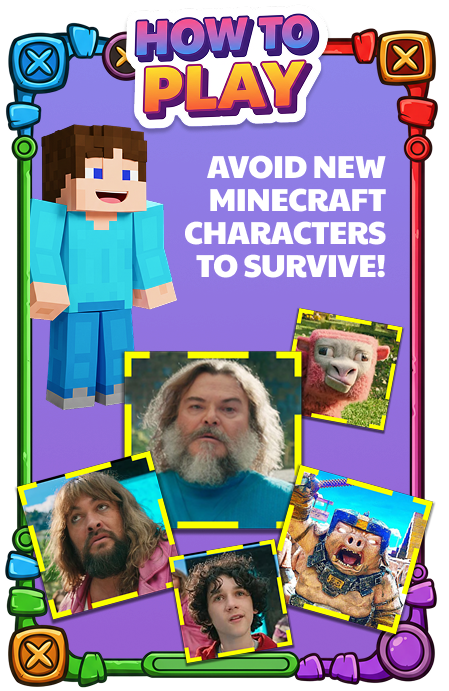 HOW TO
PLAY
AVOID NEW
MINECRAFT
CHARACTERS
TO SURVIVE!